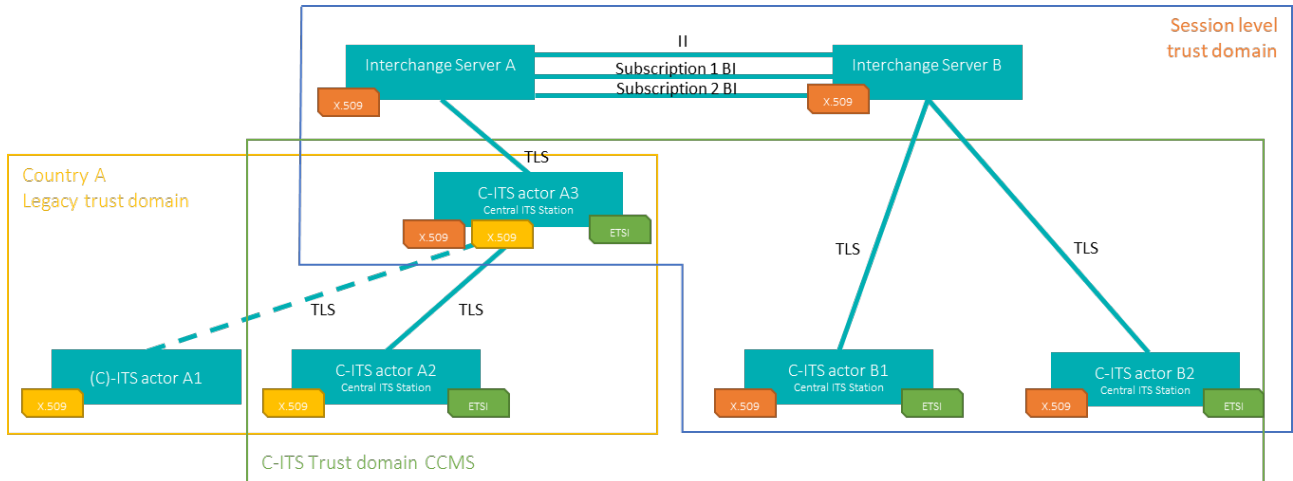 Session level
trust domain
II
Interchange Server A
Subscription 1 BI
Interchange Server B
Subscription 2 BI
X.509
X.509
TLS
Country A
Legacy trust domain
C-ITS actor A3
Central ITS Station
X.509
X.509
ETSI
TLS
TLS
TLS
TLS
(C)-ITS actor A1
C-ITS actor A2
Central ITS Station
C-ITS actor B1
Central ITS Station
C-ITS actor B2
Central ITS Station
X.509
X.509
ETSI
X.509
ETSI
X.509
ETSI
C-ITS Trust domain CCMS